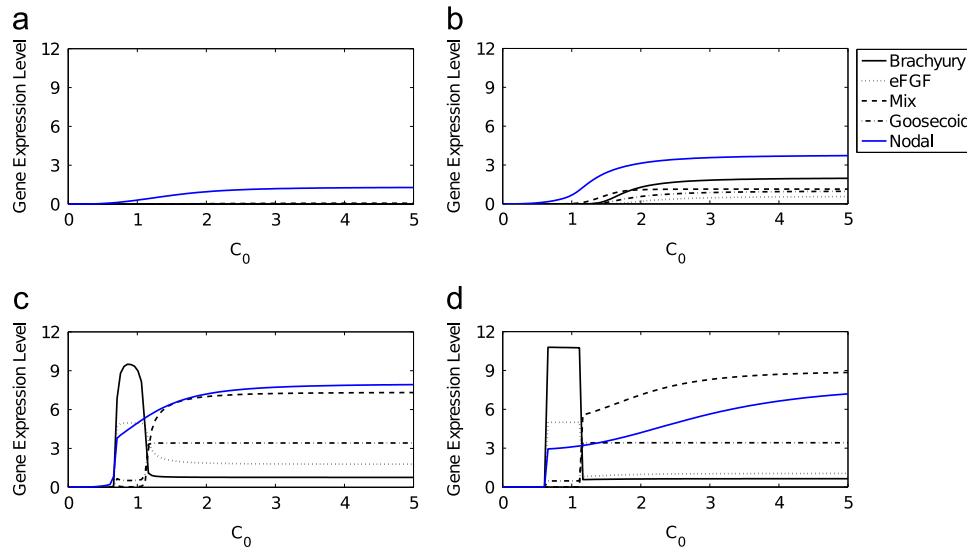 a
b
Gene Expression Level
12
9
6
3
0
0 1 2 3 4 5
C0
Gene Expression Level
12
9
6
3
0
0 1 2 3 4 5
C0
Brachyury
eFGF
Mix
Goosecoid
Nodal
c
d
Gene Expression Level
12
9
6
3
0
0 1 2 3 4 5
C0
Gene Expression Level
12
9
6
3
0
0 1 2 3 4 5
C0